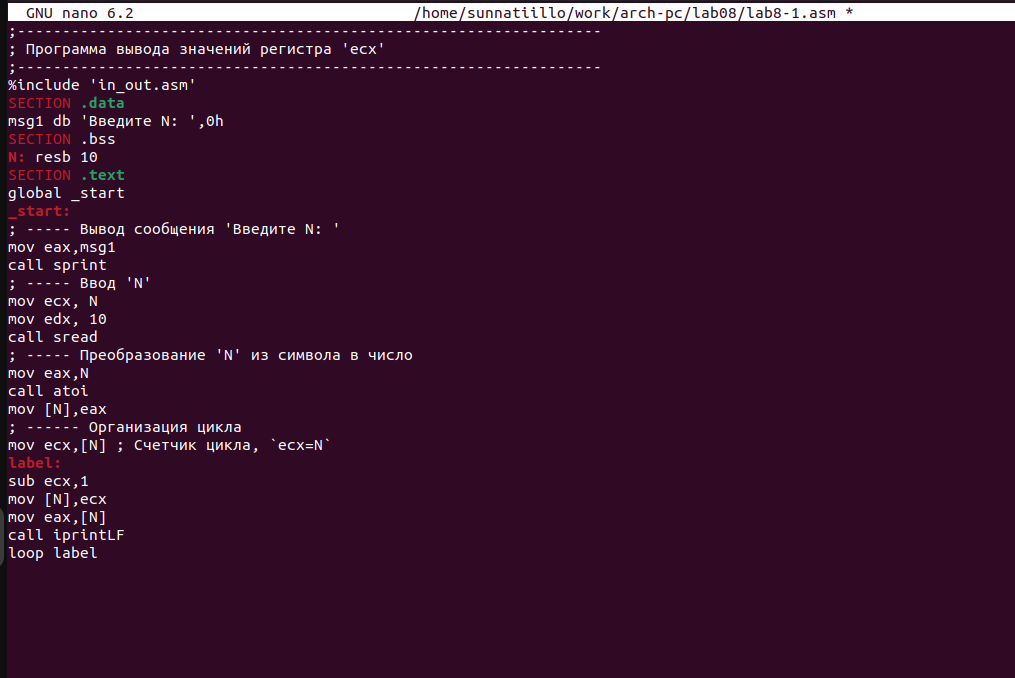 GNU nano 6.2 /home/sunnatiillo/work/arch-pc/lab08/lab8-1.asm *
;-----------------------------------------------------------------
; Программа вывода значений регистра 'ecx'
;-----------------------------------------------------------------
%include 'in_out.asm'
SECTION .data
msg1 db 'Введите N: ',0h
SECTION .bss
N: resb 10
SECTION .text
global _start
_start:
; ----- Вывод сообщения 'Введите N: '
mov eax,msg1
call sprint
; ----- Ввод 'N'
mov ecx, N
mov edx, 10
call sread
; ----- Преобразование 'N' из символа в число
mov eax,N
call atoi
mov [N],eax
; ------ Организация цикла
mov ecx,[N] ; Счетчик цикла, `ecx=N`
label:
sub ecx,1
mov [N],ecx
mov eax,[N]
call iprintLF
loop label